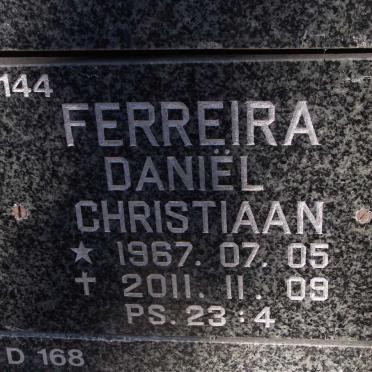 144
FERREIRA
DANIËL
CHRISTIAAN
★ 1967. 07. 05
✝ 2011. 11. 09
PS. 23 : 4
D 168